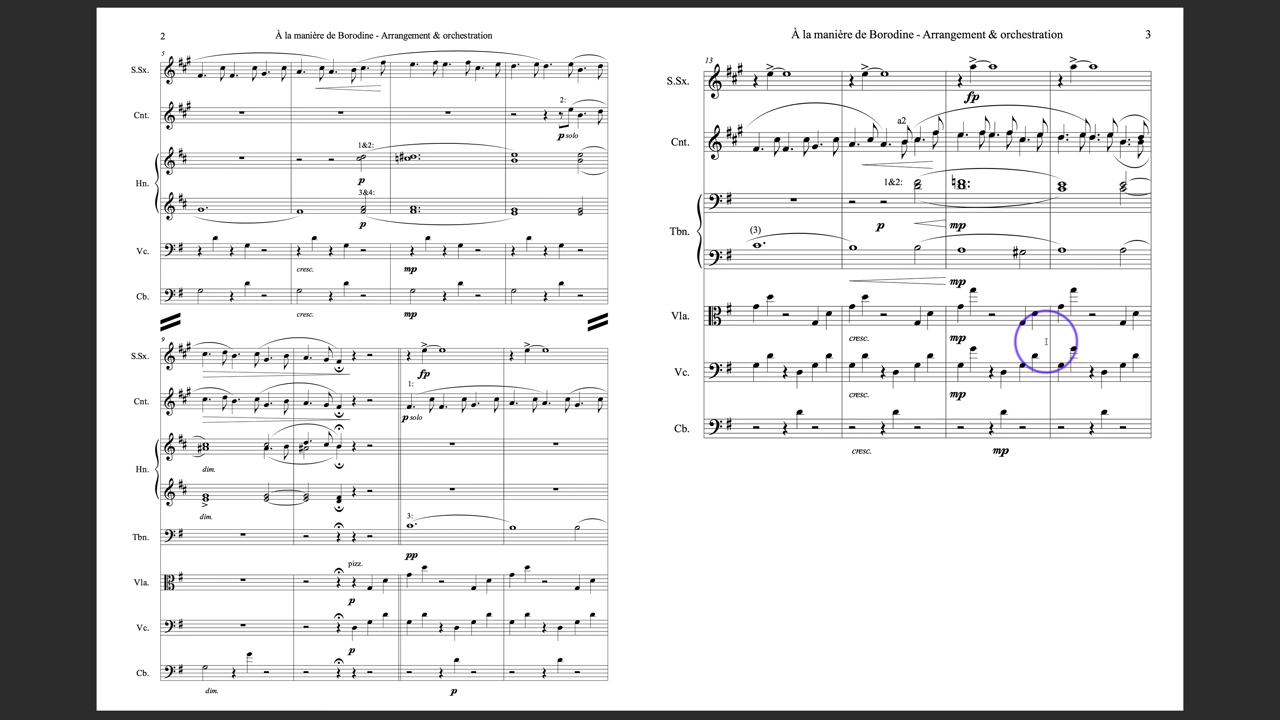 2
À la manière de Borodine - Arrangement & orchestration
5
S.Sx.
Cnt.
2:
p solo
Hn.
1&2:
p
3&4:
p
Vc.
cresc.
mp
Cb.
cresc.
mp
9
S.Sx.
fp
Cnt.
1:
p solo
Hn.
dim.
dim.
Tbn.
3:
pp
Vla.
pizz.
p
Vc.
p
Cb.
dim.
p
À la manière de Borodine - Arrangement & orchestration
3
13
S.Sx.
fp
Cnt.
a2
Tbn.
1&2:
p
mp
(3)
mp
Vla.
cresc.
mp
Vc.
cresc.
mp
Cb.
cresc.
mp